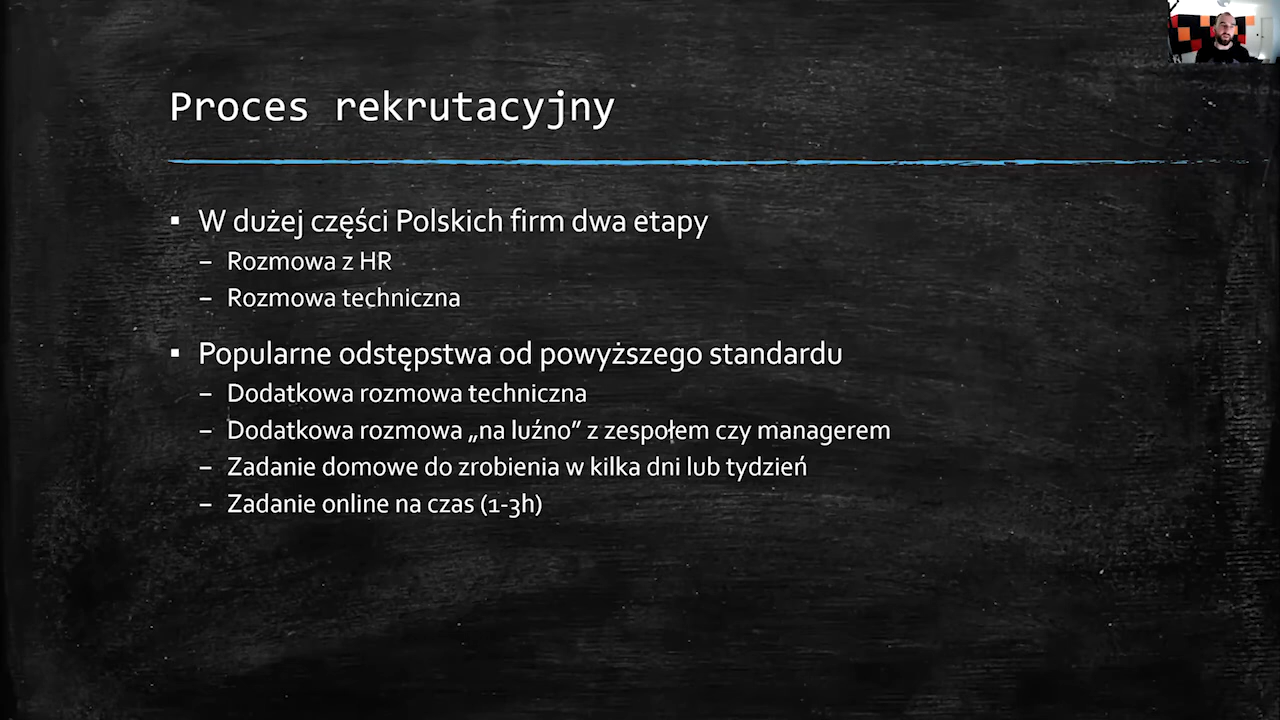 Proces rekrutacyjny
▪ W dużej części Polskich firm dwa etapy
– Rozmowa z HR
– Rozmowa techniczna
▪ Popularne odstępstwa od powyższego standardu
– Dodatkowa rozmowa techniczna
– Dodatkowa rozmowa „na luźno” z zespołem czy managerem
– Zadanie domowe do zrobienia w kilka dni lub tydzień
– Zadanie online na czas (1-3h)